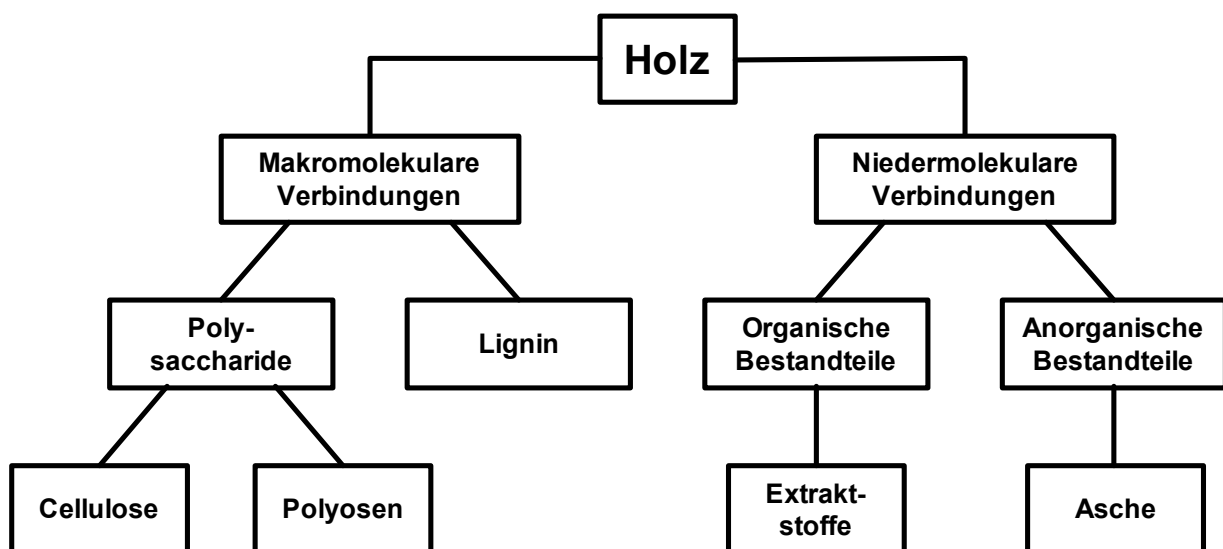 Holz
Makromolekulare
Verbindungen
Niedermolekulare
Verbindungen
Poly-
saccharide
Lignin
Organische
Bestandteile
Anorganische
Bestandteile
Cellulose
Polyosen
Extrakt-
stoffe
Asche